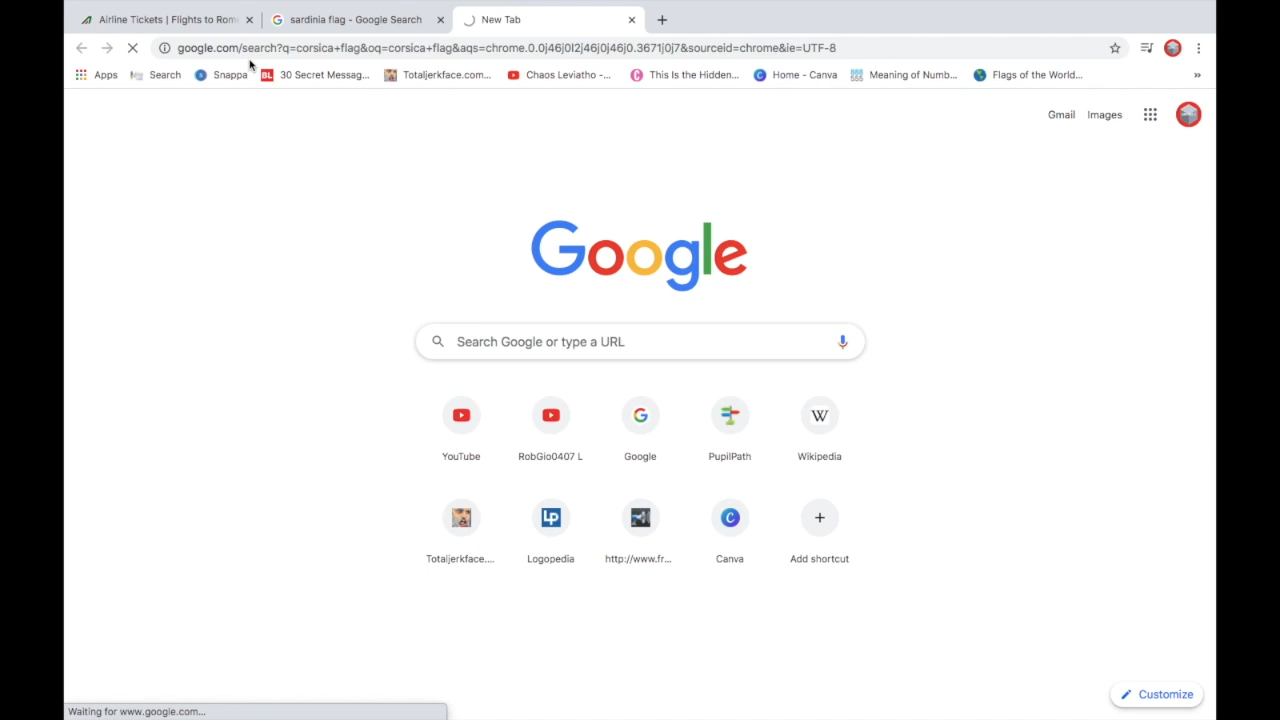 Airline Tickets | Flights to Rom
sardinia flag - Google Search
New Tab
google.com/search?q=corsica+flag&oq=corsica+flag&aqs=chrome.0.0j46j0l2j46j0j46j0.3671j0j7&sourceid=chrome&ie=UTF-8
Apps
Search
Snappa
30 Secret Messag...
Totaljerkface.com...
Chaos Leviatho -...
This Is the Hidden...
Home - Canva
Meaning of Numb...
Flags of the World...
Gmail
Images
Google
Search Google or type a URL
YouTube
RobGio0407 L
Google
PupilPath
Wikipedia
Totaljerkface....
Logopedia
http://www.fr...
Canva
Add shortcut
Customize
Waiting for www.google.com...